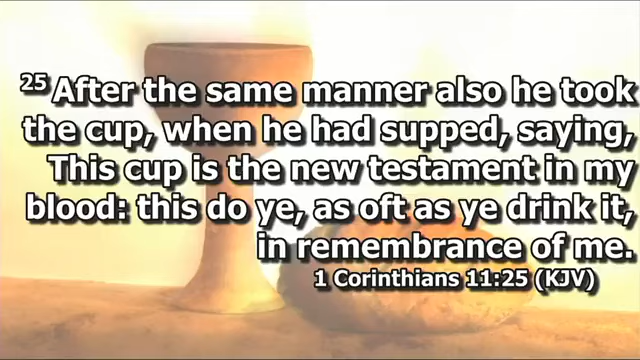 25 After the same manner also he took
the cup, when he had supped, saying,
This cup is the new testament in my
blood: this do ye, as oft as ye drink it,
in remembrance of me.
1 Corinthians 11:25 (KJV)